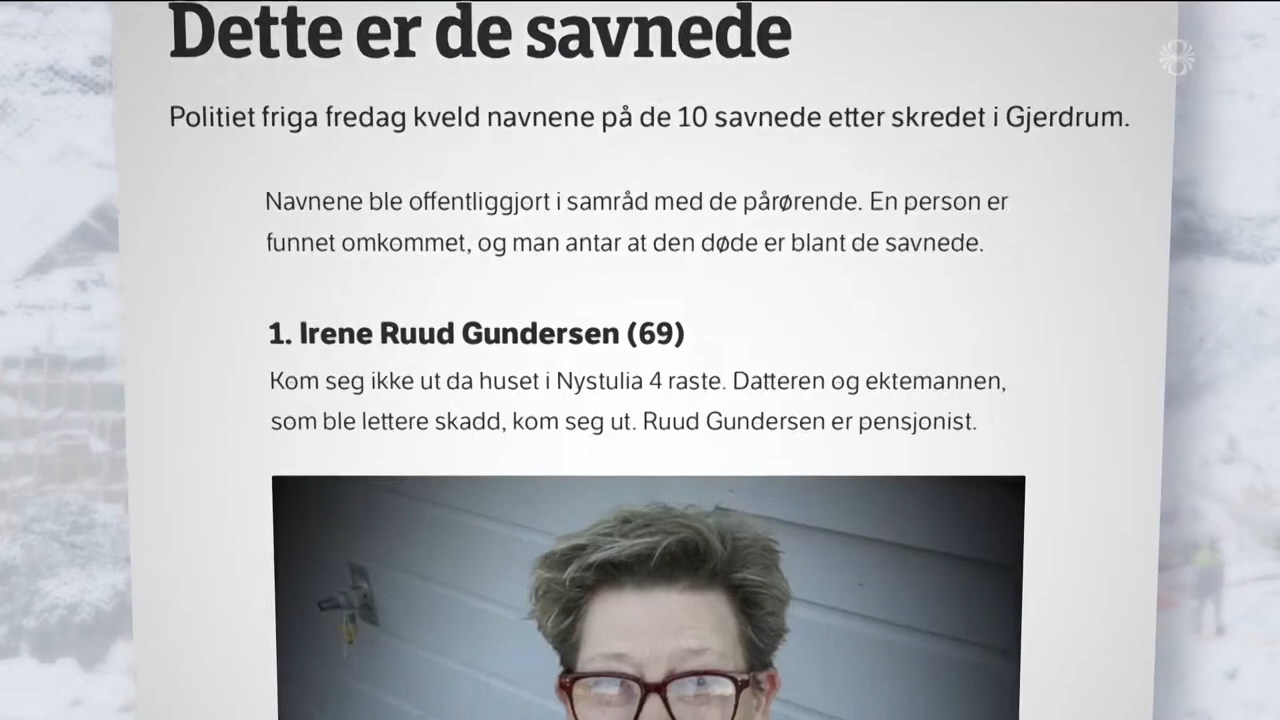 Dette er de savnede
Politiet friga fredag kveld navnene på de 10 savnede etter skredet i Gjerdrum.
Navnene ble offentliggjort i samråd med de pårørende. En person er
funnet omkommet, og man antar at den døde er blant de savnede.
1. Irene Ruud Gundersen (69)
Kom seg ikke ut da huset i Nystulia 4 raste. Datteren og ektemannen,
som ble lettere skadd, kom seg ut. Ruud Gundersen er pensjonist.